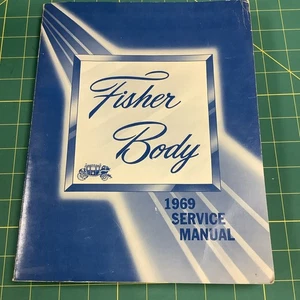 Fisher
Body
1969
SERVICE
MANUAL